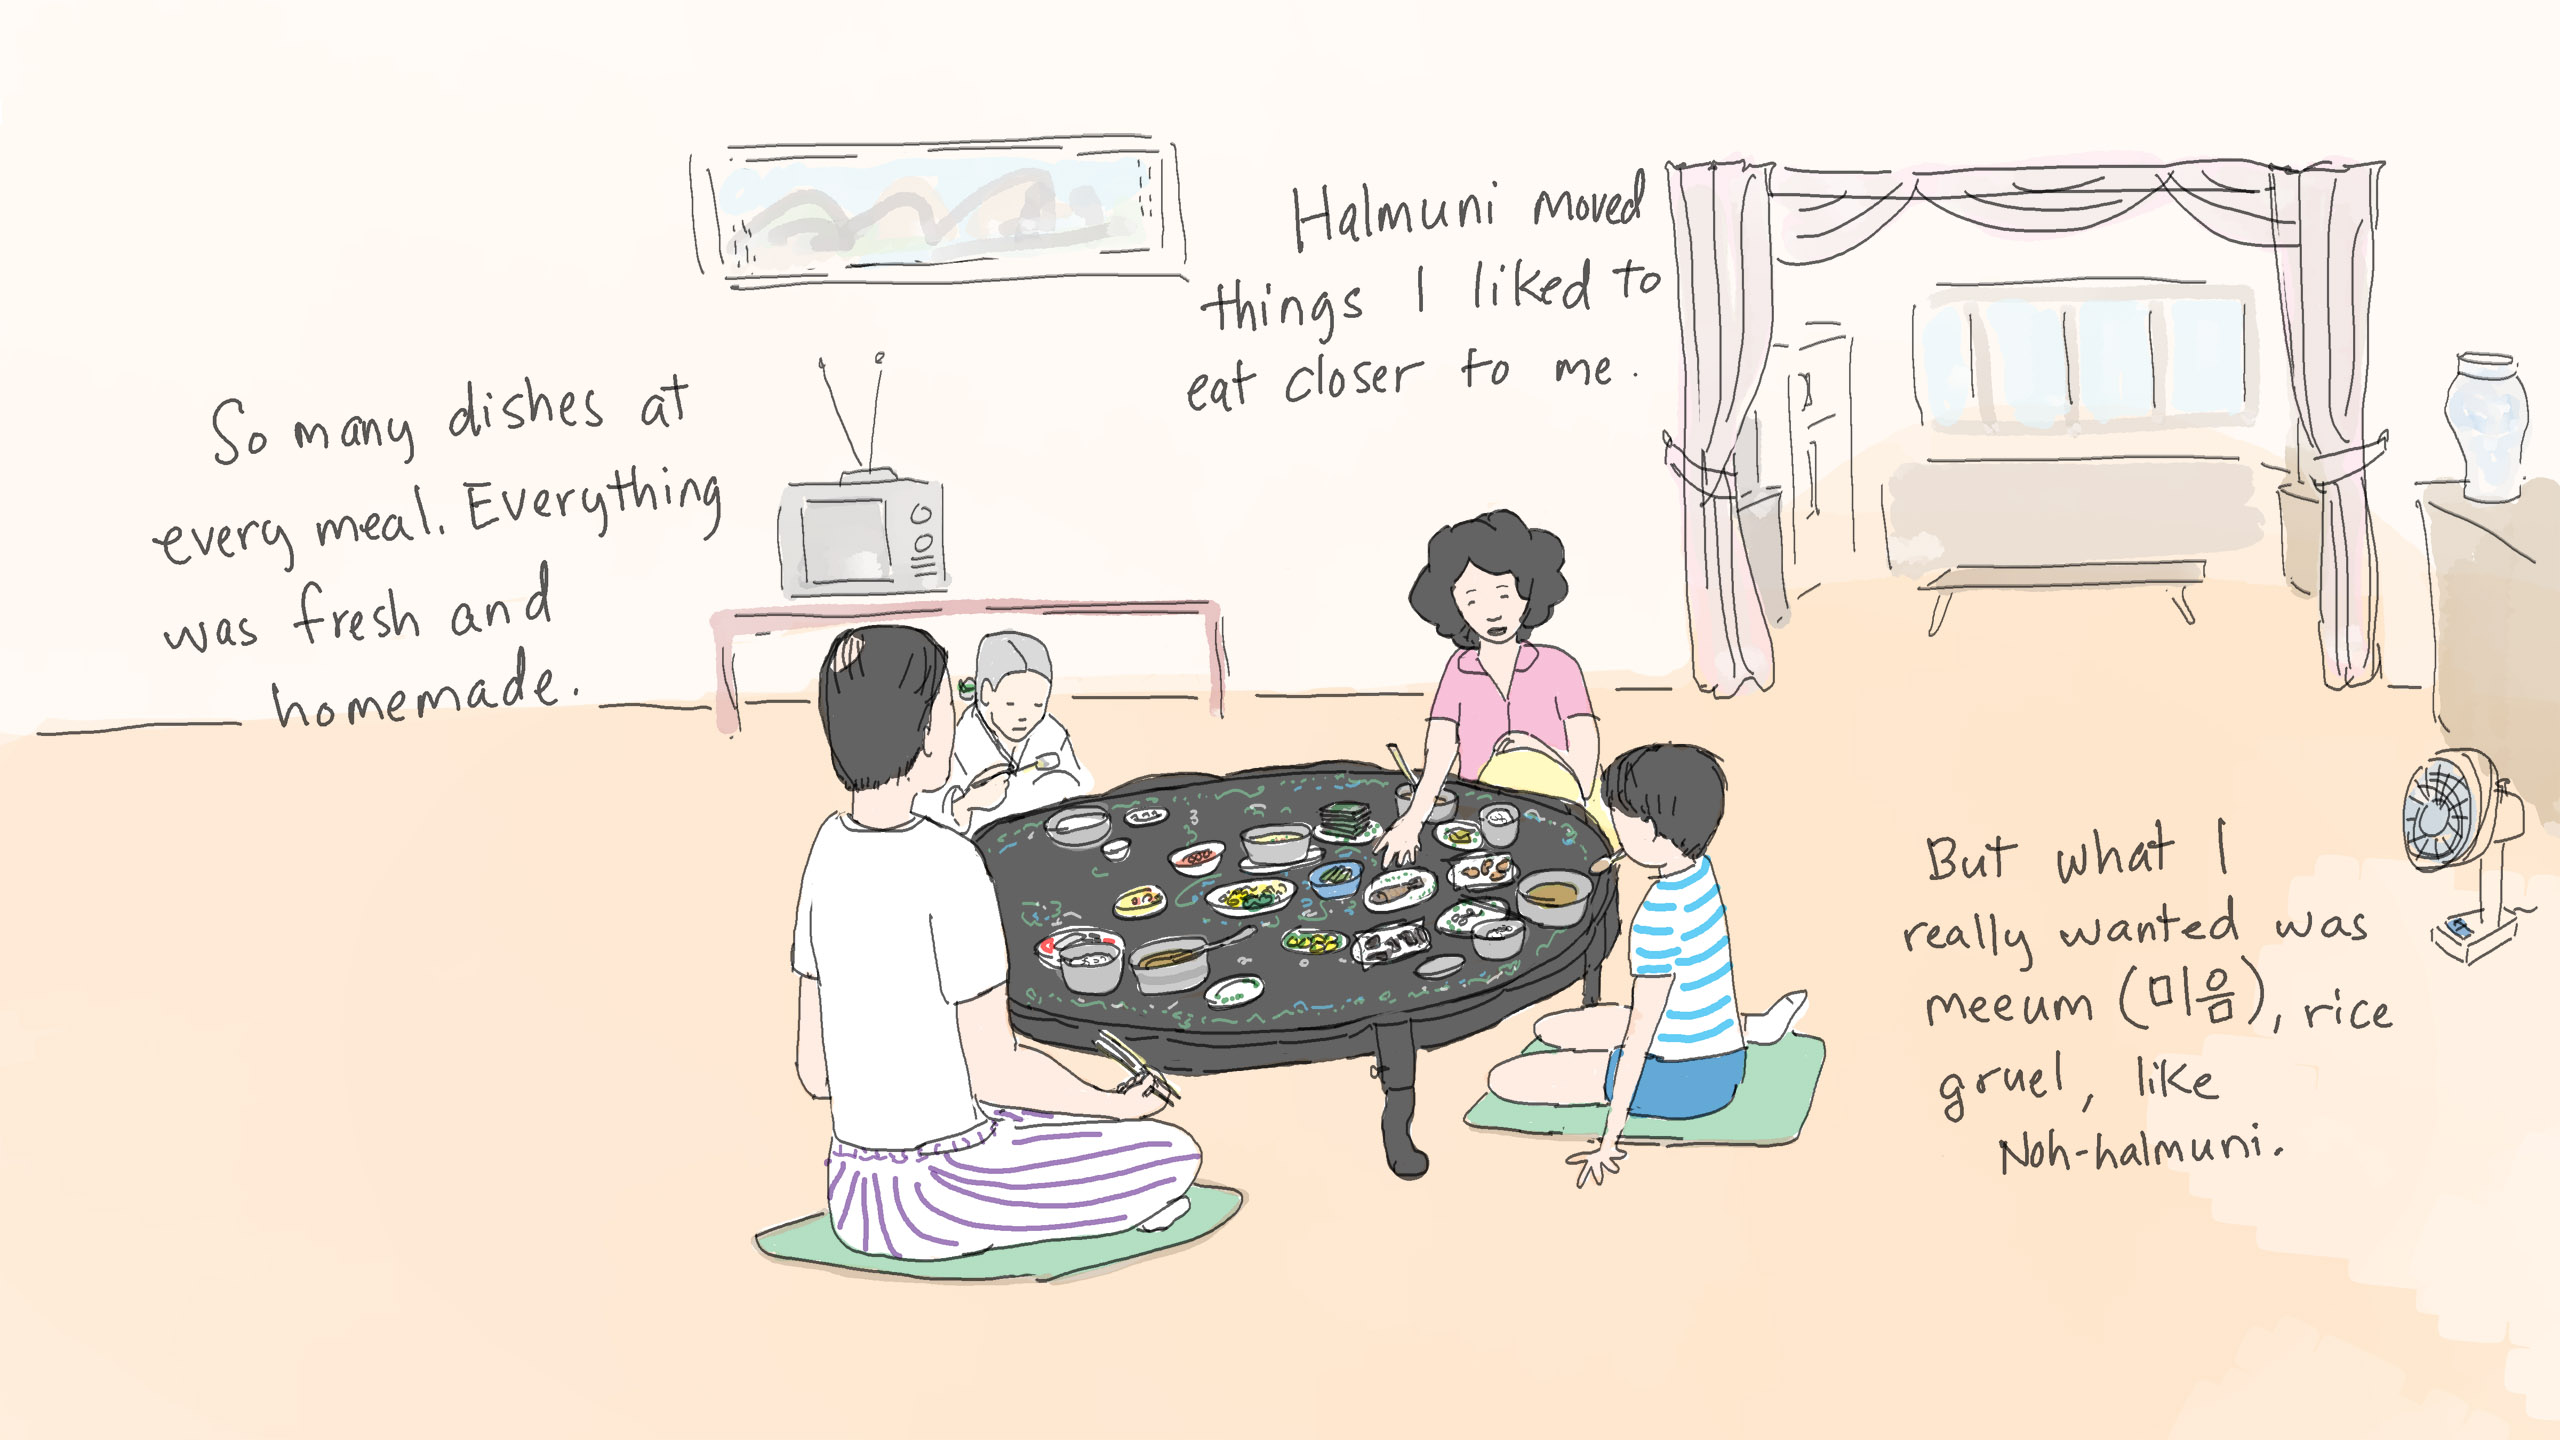 So many dishes at
every meal. Everything
was fresh and
homemade.
Halmuni moved
things I liked to
eat closer to me.
But what I
really wanted was
meeum (미음), rice
gruel, like
Noh-halmuni.